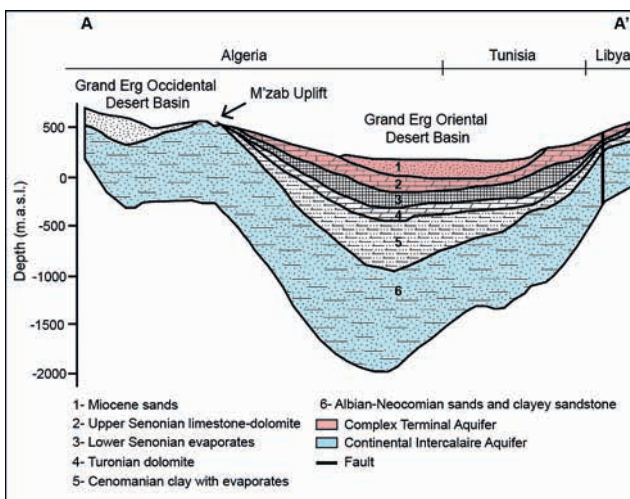 A A'
Algeria Tunisia Libya
Grand Erg Occidental
Desert Basin
M'zab Uplift
Grand Erg Oriental
Desert Basin
Depth (m.a.s.l.)
500
0
-500
-1000
-1500
-2000
1
2
3
4
5
6
1- Miocene sands
2- Upper Senonian limestone-dolomite
3- Lower Senonian evaporites
4- Turonian dolomite
5- Cenomanian clay with evaporates
6- Albian-Neocomian sands and clayey sandstone
Complex Terminal Aquifer
Continental Intercalaire Aquifer
Fault